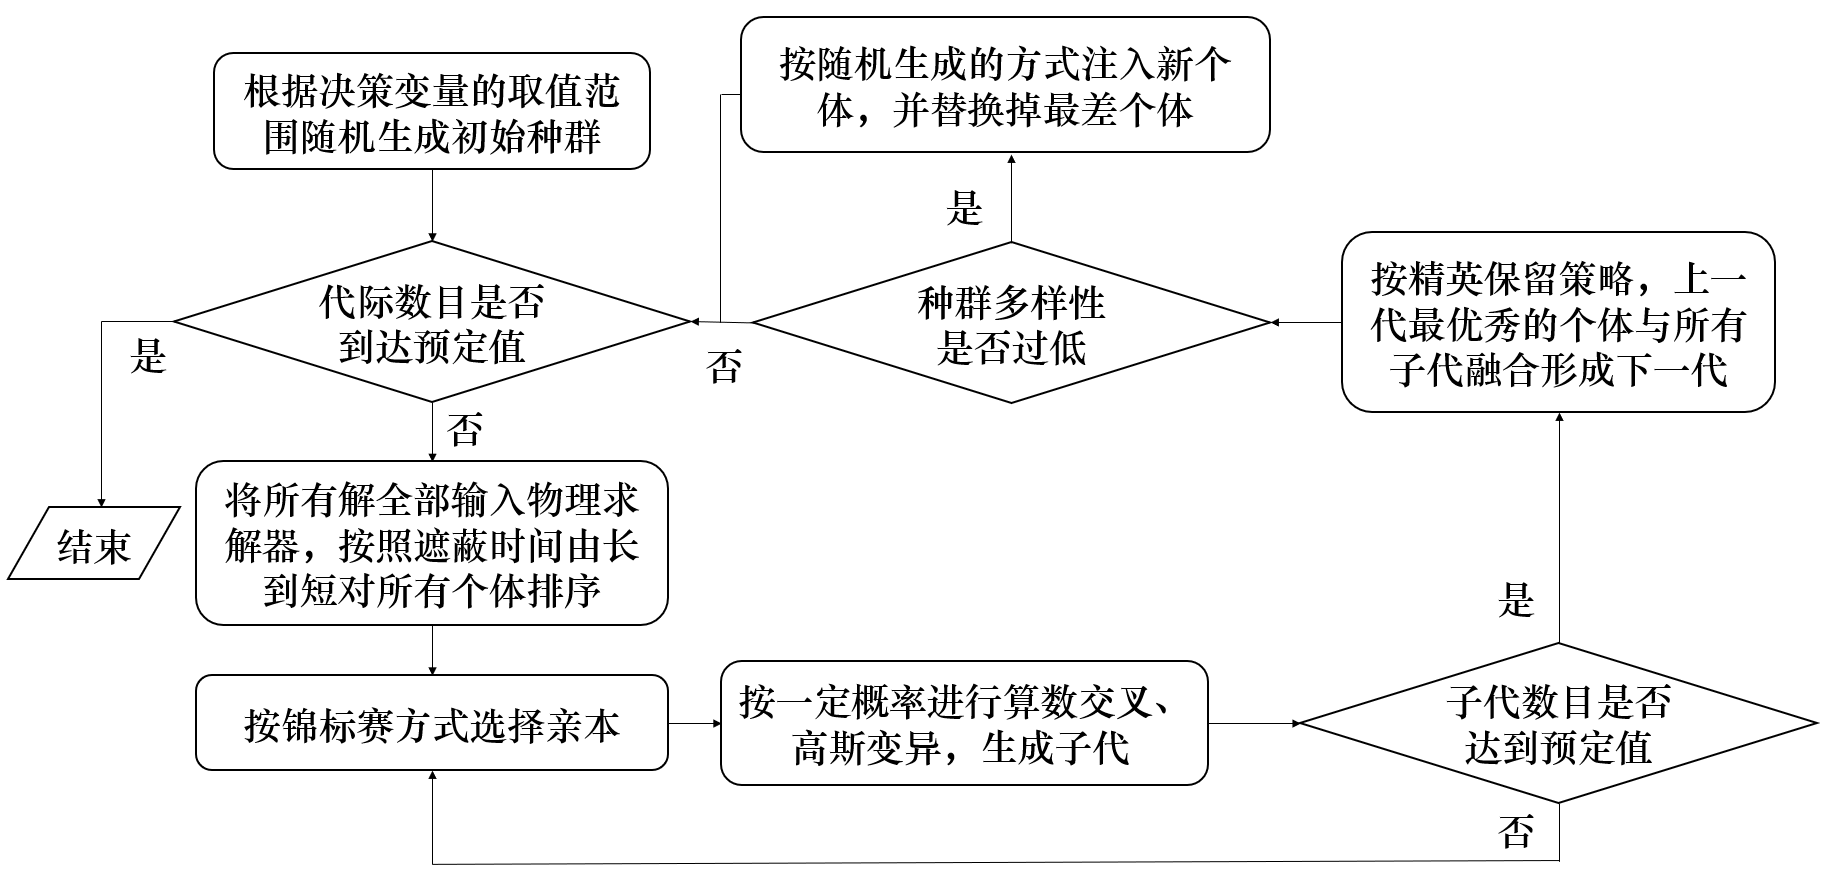 根据决策变量的取值范
围随机生成初始种群
按随机生成的方式注入新个
体，并替换掉最差个体
是
代际数目是否
到达预定值
种群多样性
是否过低
按精英保留策略，上一
代最优秀的个体与所有
子代融合形成下一代
是
否
否
将所有解全部输入物理求
解器，按照遮蔽时间由长
到短对所有个体排序
结束
是
按锦标赛方式选择亲本
按一定概率进行算数交叉、
高斯变异，生成子代
子代数目是否
达到预定值
否